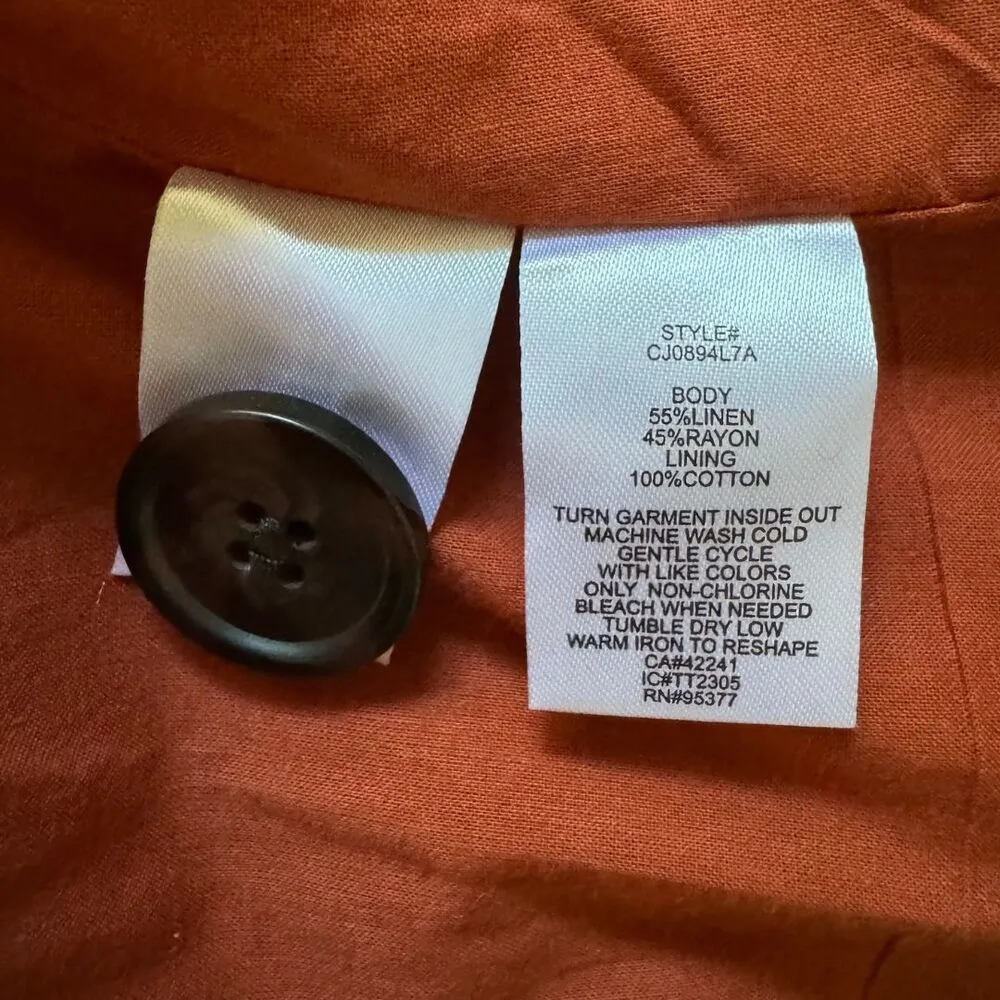 STYLE#
CJ0894L7A
BODY
55%LINEN
45%RAYON
LINING
100%COTTON
TURN GARMENT INSIDE OUT
MACHINE WASH COLD
GENTLE CYCLE
WITH LIKE COLORS
ONLY NON-CHLORINE
BLEACH WHEN NEEDED
TUMBLE DRY LOW
WARM IRON TO RESHAPE
CA#42241
IC#TT2305
RN#95377